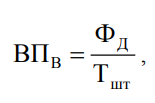 ВП_В = Ф_Д / Т_шт ,